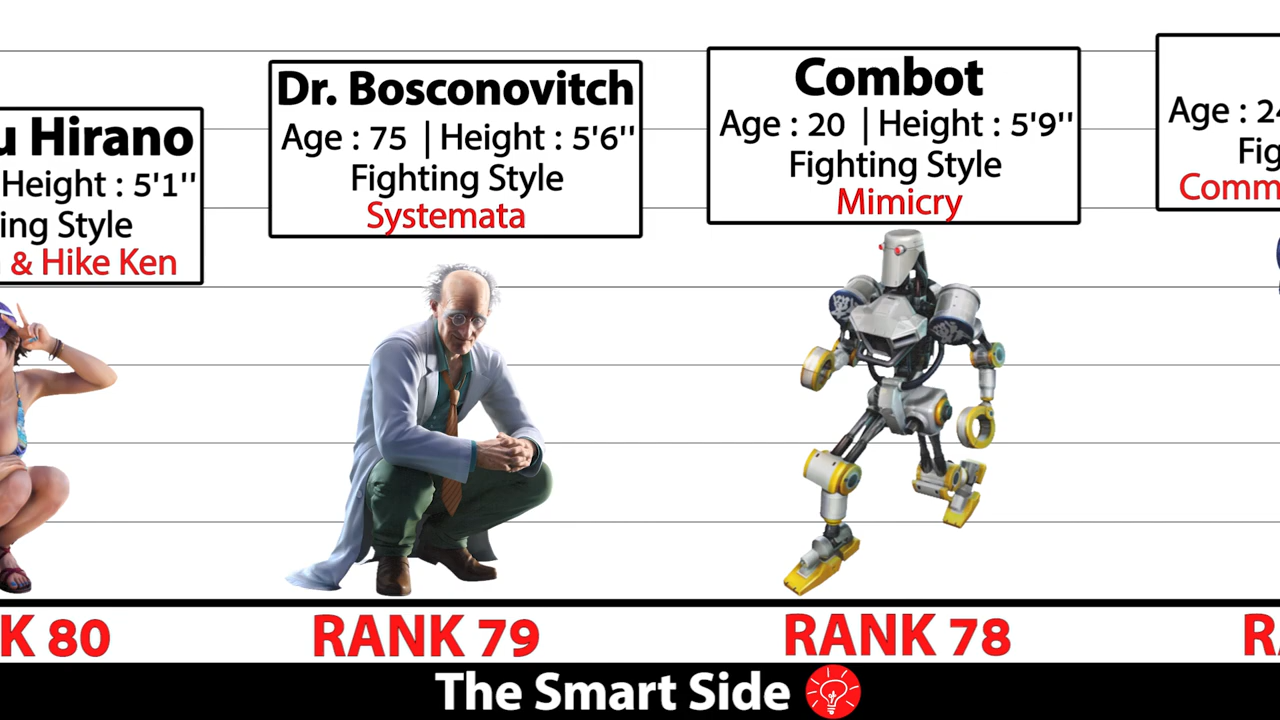 u Hirano
Height : 5'1''
ing Style
& Hike Ken
Dr. Bosconovitch
Age : 75 | Height : 5'6''
Fighting Style
Systemata
Combot
Age : 20 | Height : 5'9''
Fighting Style
Mimicry
Age : 24
Fig
Comm
K 80
RANK 79
RANK 78
R
The Smart Side